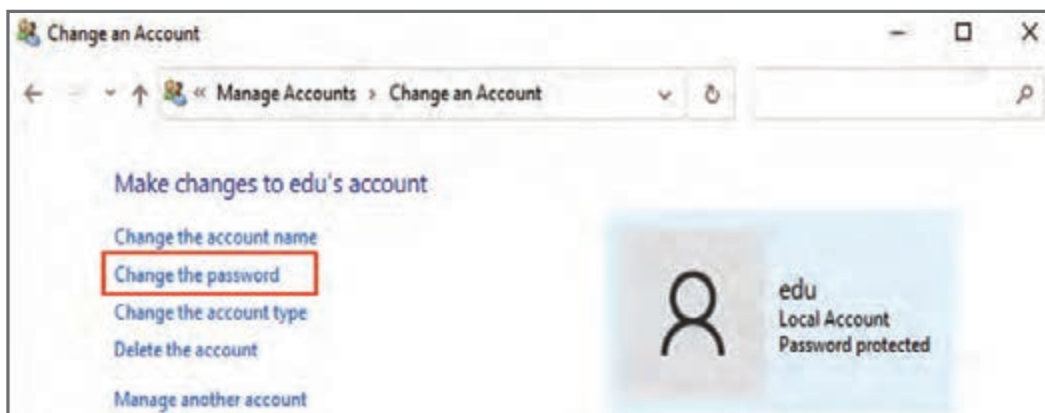 Change an Account
« Manage Accounts › Change an Account
Make changes to edu's account
Change the account name
Change the password
Change the account type
Delete the account
Manage another account
edu
Local Account
Password protected